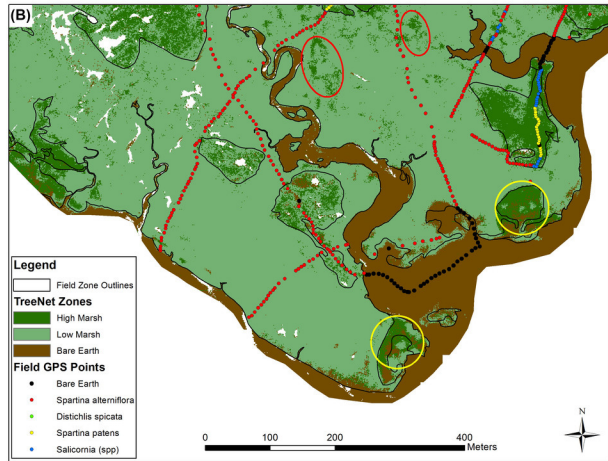 (B)
Legend
Field Zone Outlines
TreeNet Zones
High Marsh
Low Marsh
Bare Earth
Field GPS Points
Bare Earth
Spartina alterniflora
Distichlis spicata
Spartina patens
Salicornia (spp)
0 100 200 400
Meters
N